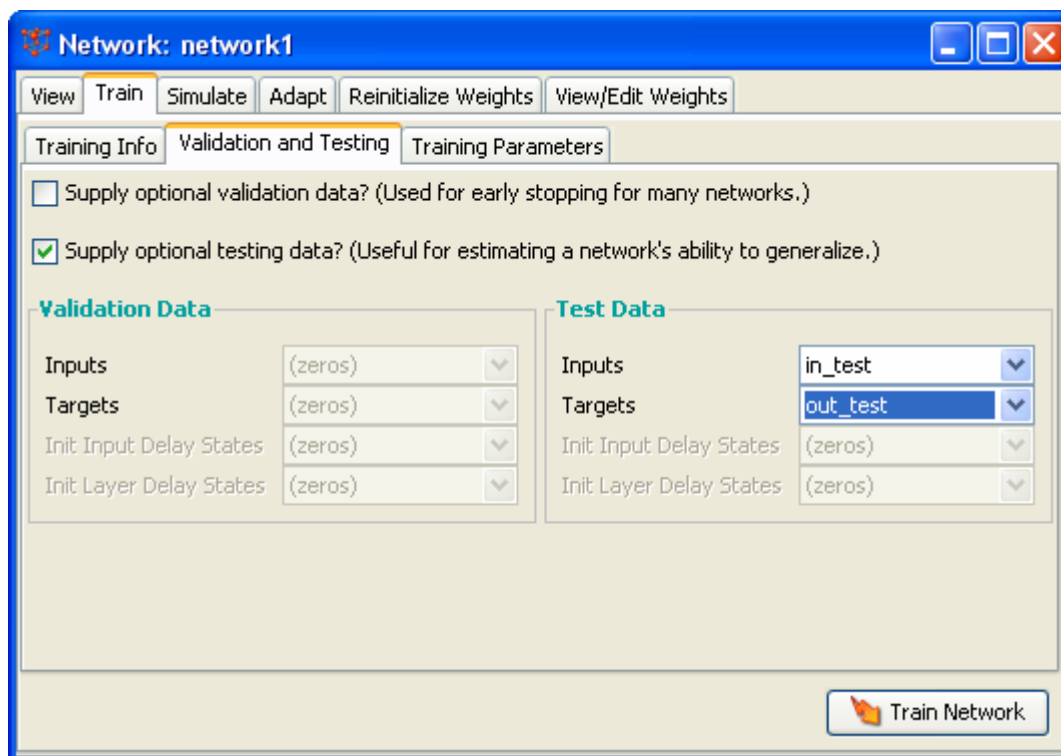 Network: network1
View Train Simulate Adapt Reinitialize Weights View/Edit Weights
Training Info Validation and Testing Training Parameters
Supply optional validation data? (Used for early stopping for many networks.)
Supply optional testing data? (Useful for estimating a network's ability to generalize.)
Validation Data
Inputs (zeros)
Targets (zeros)
Init Input Delay States (zeros)
Init Layer Delay States (zeros)
Test Data
Inputs in_test
Targets out_test
Init Input Delay States (zeros)
Init Layer Delay States (zeros)
Train Network